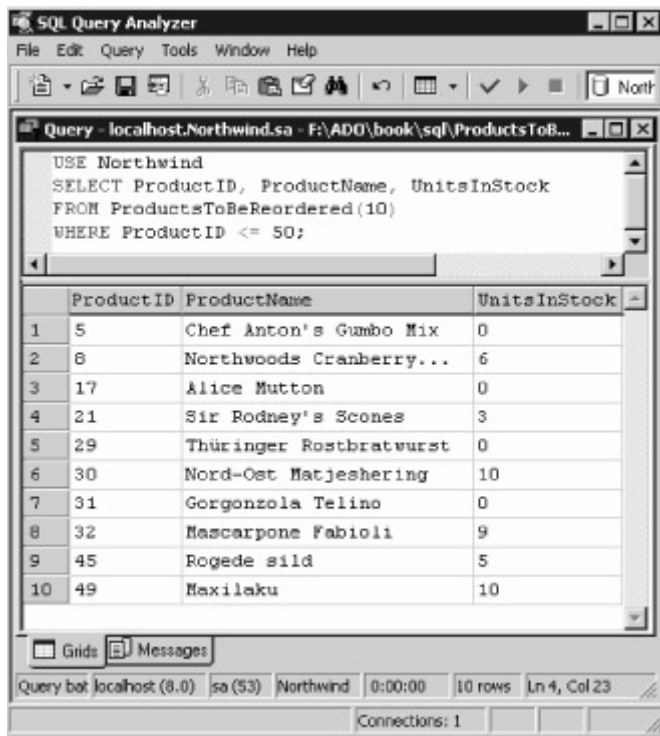 SQL Query Analyzer
File Edit Query Tools Window Help
North
Query - localhost.Northwind.sa - F:\ADO\book\sql\ProductsToB...
USE Northwind
SELECT ProductID, ProductName, UnitsInStock
FROM ProductsToBeReordered(10)
WHERE ProductID <= 50;
ProductID ProductName UnitsInStock
1 5 Chef Anton's Gumbo Mix 0
2 8 Northwoods Cranberry... 6
3 17 Alice Mutton 0
4 21 Sir Rodney's Scones 3
5 29 Thüringer Rostbratwurst 0
6 30 Nord-Ost Matjeshering 10
7 31 Gorgonzola Telino 0
8 32 Mascarpone Fabioli 9
9 45 Rogede sild 5
10 49 Maxilaku 10
Grids Messages
Query bat localhost (8.0) sa (53) Northwind 0:00:00 10 rows Ln 4, Col 23
Connections: 1